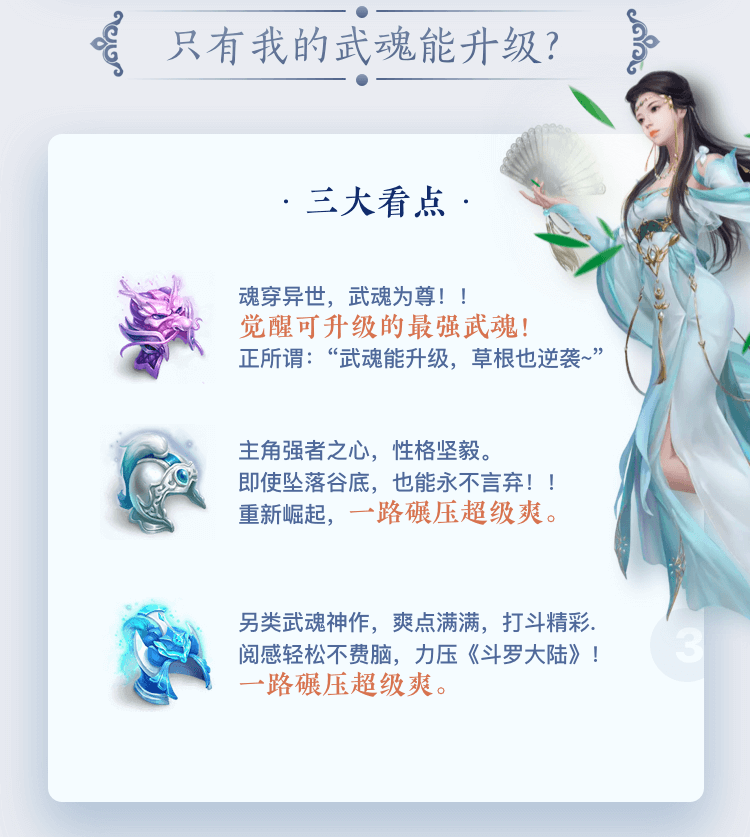 只有我的武魂能升级?
· 三大看点 ·
魂穿异世，武魂为尊！！
觉醒可升级的最强武魂!
正所谓：“武魂能升级，草根也逆袭~”
主角强者之心，性格坚毅。
即使坠落谷底，也能永不言弃！！
重新崛起，一路碾压超级爽。
另类武魂神作，爽点满满，打斗精彩.
阅感轻松不费脑，力压《斗罗大陆》!
一路碾压超级爽。
3